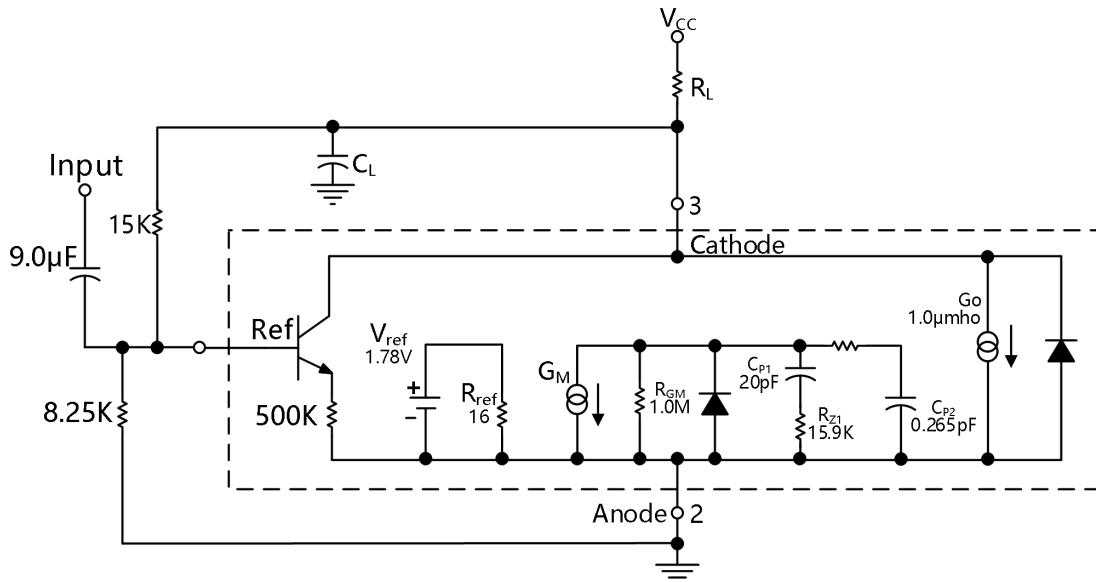 VCC
RL
Input
CL
15K
3
9.0μF
Cathode
Go
1.0μmho
Ref
Vref
1.78V
GM
CP1
20pF
+
−
Rref
16
RGM
1.0M
8.25K
500K
RZ1
15.9K
CP2
0.265pF
Anode
2